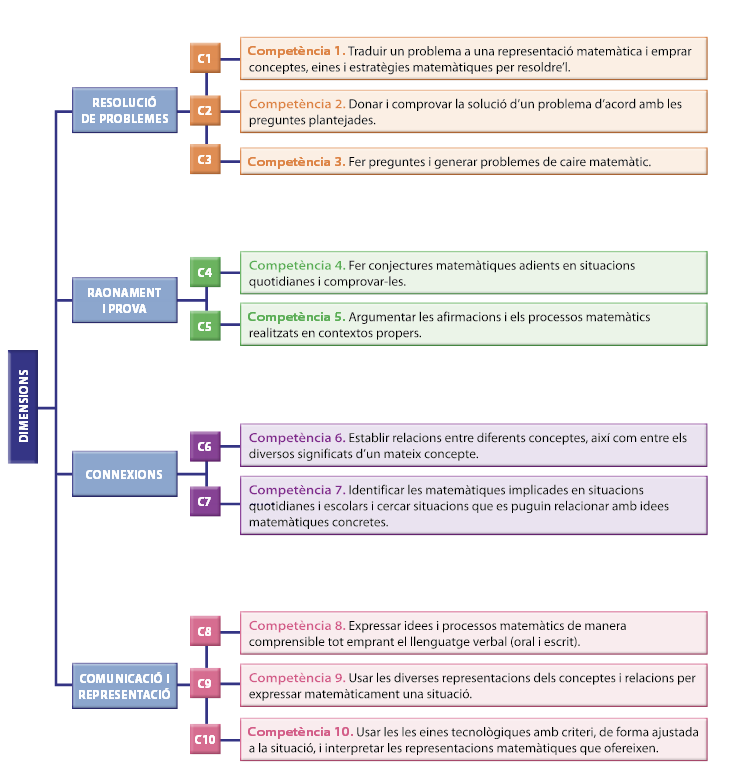 DIMENSIONS
RESOLUCIÓ
DE PROBLEMES
C1
Competència 1. Traduir un problema a una representació matemàtica i emprar
conceptes, eines i estratègies matemàtiques per resoldre’l.
C2
Competència 2. Donar i comprovar la solució d’un problema d’acord amb les
preguntes plantejades.
C3
Competència 3. Fer preguntes i generar problemes de caire matemàtic.
RAONAMENT
I PROVA
C4
Competència 4. Fer conjectures matemàtiques adients en situacions
quotidianes i comprovar-les.
C5
Competència 5. Argumentar les afirmacions i els processos matemàtics
realitzats en contextos propers.
CONNEXIONS
C6
Competència 6. Establir relacions entre diferents conceptes, així com entre els
diversos significats d’un mateix concepte.
C7
Competència 7. Identificar les matemàtiques implicades en situacions
quotidianes i escolars i cercar situacions que es puguin relacionar amb idees
matemàtiques concretes.
COMUNICACIÓ I
REPRESENTACIÓ
C8
Competència 8. Expressar idees i processos matemàtics de manera
comprensible tot emprant el llenguatge verbal (oral i escrit).
C9
Competència 9. Usar les diverses representacions dels conceptes i relacions per
expressar matemàticament una situació.
C10
Competència 10. Usar les les eines tecnològiques amb criteri, de forma ajustada
a la situació, i interpretar les representacions matemàtiques que ofereixen.